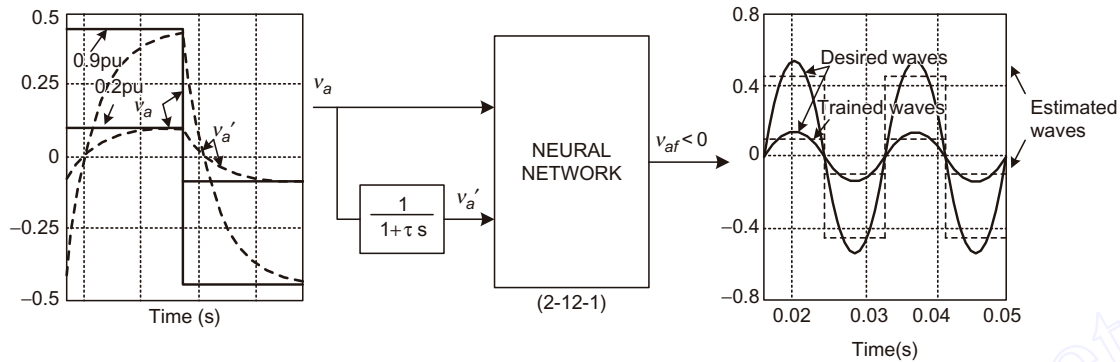 0.5
0.9pu
0.25
0.2pu
v_a
v_a'
0
−0.25
−0.5
Time (s)
v_a
1
1+τ s
v_a'
NEURAL
NETWORK
(2-12-1)
v_af < 0
0.8
Desired waves
0.4
Trained waves
Estimated
waves
0
−0.4
−0.8
0.02 0.03 0.04 0.05
Time(s)